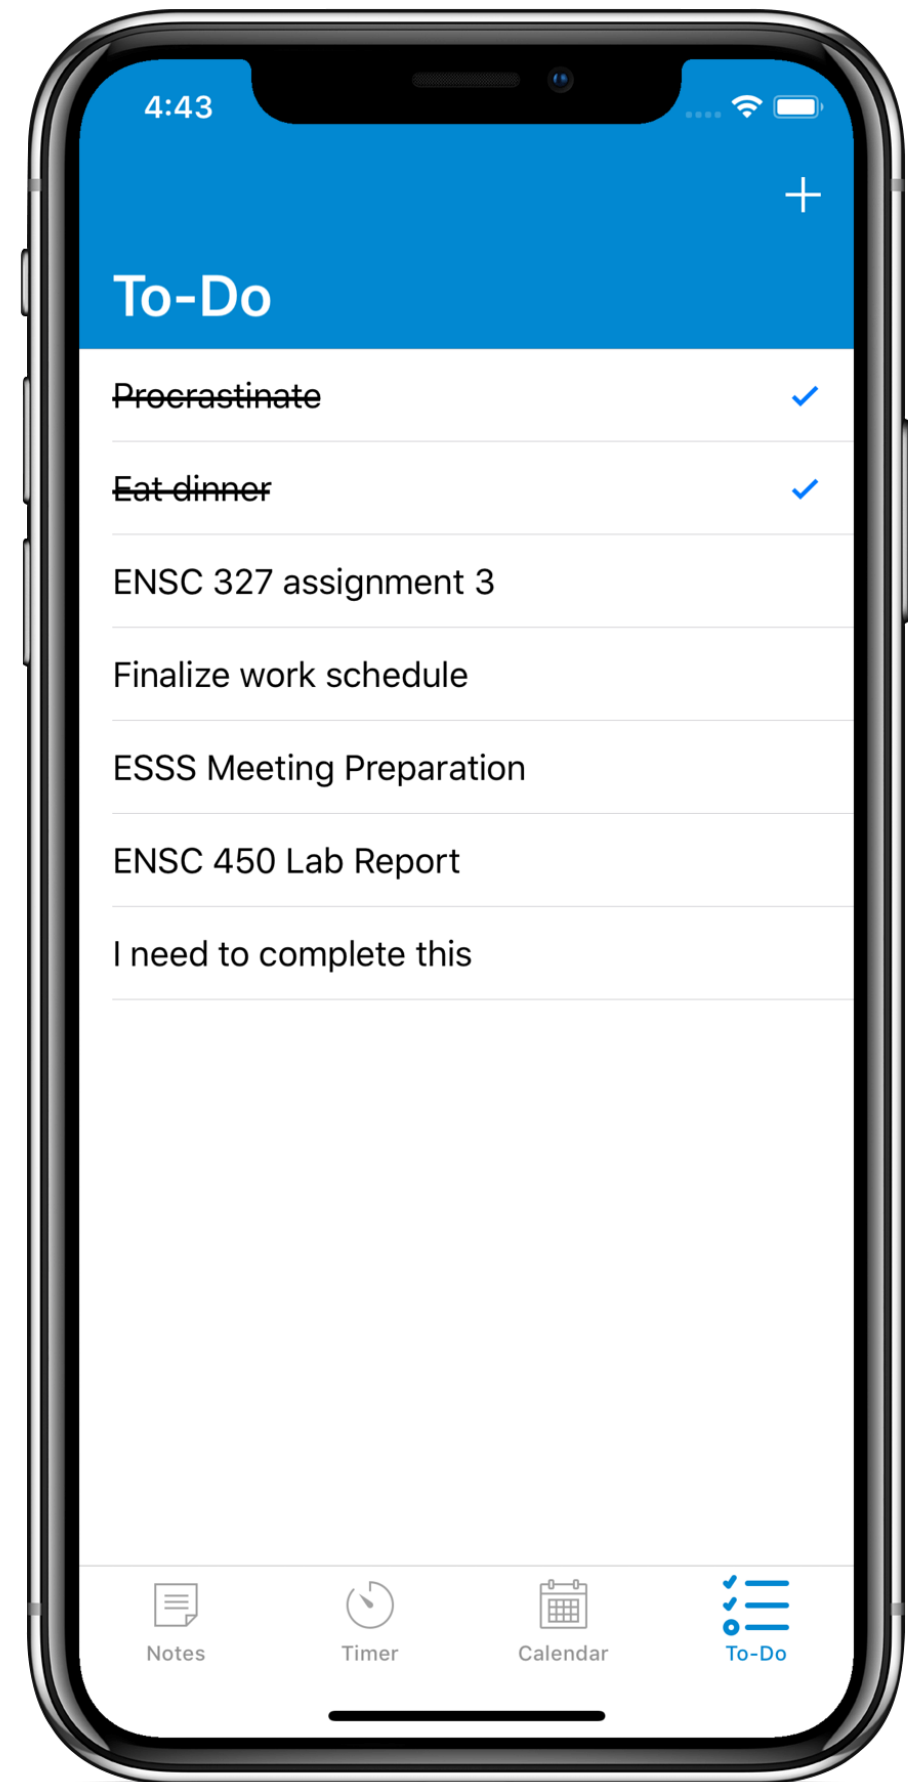 4:43
To-Do
Procrastinate
Eat dinner
ENSC 327 assignment 3
Finalize work schedule
ESSS Meeting Preparation
ENSC 450 Lab Report
I need to complete this
Notes
Timer
Calendar
To-Do